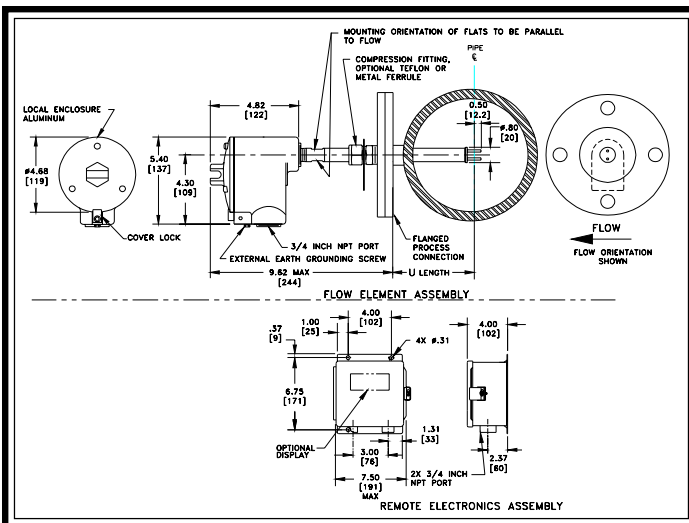 MOUNTING ORIENTATION OF FLATS TO BE PARALLEL
TO FLOW
PIPE
℄
COMPRESSION FITTING,
OPTIONAL TEFLON OR
METAL FERRULE
0.50
[12.2]
ø.80
[20]
4.82
[122]
LOCAL ENCLOSURE
ALUMINUM
ø4.68
[119]
5.40
[137]
4.30
[109]
COVER LOCK
3/4 INCH NPT PORT
EXTERNAL EARTH GROUNDING SCREW
9.62 MAX
[244]
FLANGED
PROCESS
CONNECTION
U LENGTH
FLOW
FLOW ORIENTATION
SHOWN
FLOW ELEMENT ASSEMBLY
4.00
[102]
1.00
[25]
.37
[9]
4X ø.31
4.00
[102]
6.75
[171]
OPTIONAL
DISPLAY
1.31
[33]
3.00
[76]
7.50
[191]
MAX
2X 3/4 INCH
NPT PORT
2.37
[60]
REMOTE ELECTRONICS ASSEMBLY